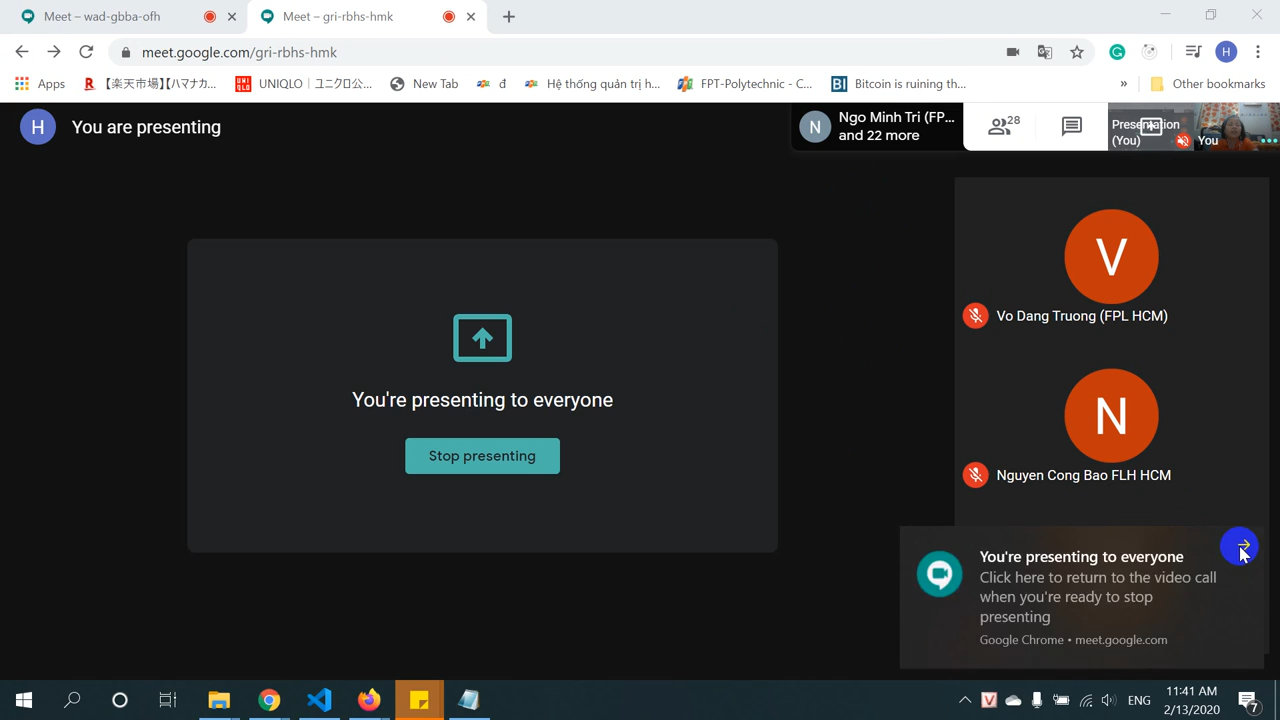 Meet – wad-gbba-ofh
Meet – gri-rbhs-hmk
meet.google.com/gri-rbhs-hmk
H
Apps
R 【楽天市場】【ハマナカ...
UNIQLO | ユニクロ公...
New Tab
đ
Hệ thống quản trị h...
FPT-Polytechnic - C...
BI Bitcoin is ruining th...
»
Other bookmarks
H
You are presenting
N
Ngo Minh Tri (FP...
and 22 more
28
Presentation
(You)
You
V
Vo Dang Truong (FPL HCM)
N
Nguyen Cong Bao FLH HCM
You're presenting to everyone
Stop presenting
You're presenting to everyone
Click here to return to the video call
when you're ready to stop
presenting
Google Chrome • meet.google.com
V
ENG
11:41 AM
2/13/2020
7